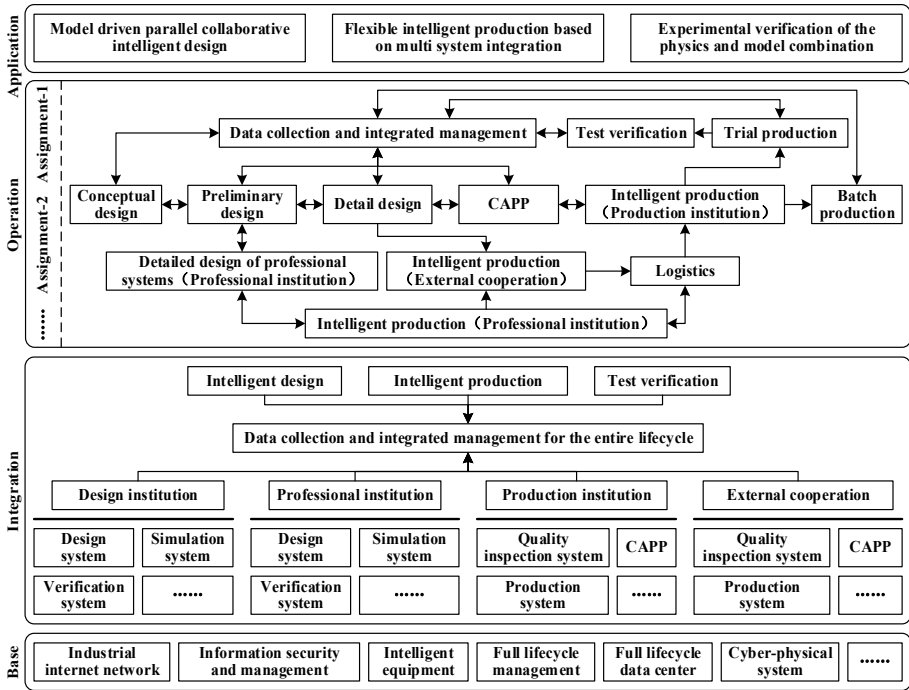 Application
Model driven parallel collaborative
intelligent design
Flexible intelligent production based
on multi system integration
Experimental verification of the
physics and model combination
Operation
Assignment-1
Assignment-2
......
Data collection and integrated management
Test verification
Trial production
Conceptual
design
Preliminary
design
Detail design
CAPP
Intelligent production
(Production institution)
Batch
production
Detailed design of professional
systems (Professional institution)
Intelligent production
(External cooperation)
Logistics
Intelligent production (Professional institution)
Integration
Intelligent design
Intelligent production
Test verification
Data collection and integrated management for the entire lifecycle
Design institution
Professional institution
Production institution
External cooperation
Design
system
Simulation
system
Design
system
Simulation
system
Quality
inspection system
CAPP
Quality
inspection system
CAPP
Verification
system
......
Verification
system
......
Production
system
......
Production
system
......
Base
Industrial
internet network
Information security
and management
Intelligent
equipment
Full lifecycle
management
Full lifecycle
data center
Cyber-physical
system
......